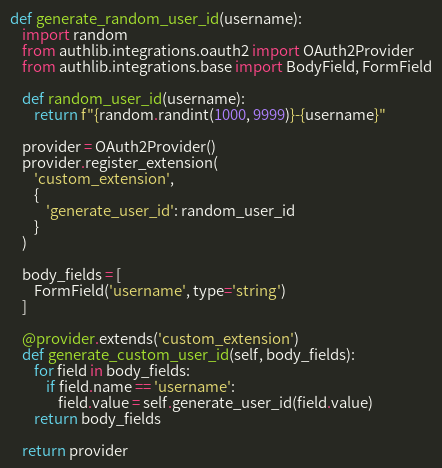 def generate_random_user_id(username):
    import random
    from authlib.integrations.oauth2 import OAuth2Provider
    from authlib.integrations.base import BodyField, FormField

    def random_user_id(username):
        return f"{random.randint(1000, 9999)}-{username}"

    provider = OAuth2Provider()
    provider.register_extension(
        'custom_extension',
        {
            'generate_user_id': random_user_id
        }
    )

    body_fields = [
        FormField('username', type='string')
    ]

    @provider.extends('custom_extension')
    def generate_custom_user_id(self, body_fields):
        for field in body_fields:
            if field.name == 'username':
                field.value = self.generate_user_id(field.value)
        return body_fields

    return provider